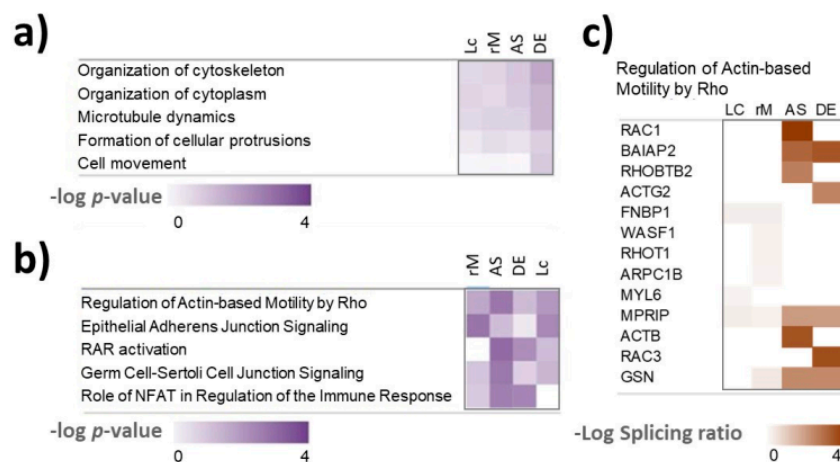 a)
Lc rM AS DE
Organization of cytoskeleton
Organization of cytoplasm
Microtubule dynamics
Formation of cellular protrusions
Cell movement
-log p-value
0 4
b)
rM AS DE Lc
Regulation of Actin-based Motility by Rho
Epithelial Adherens Junction Signaling
RAR activation
Germ Cell-Sertoli Cell Junction Signaling
Role of NFAT in Regulation of the Immune Response
-log p-value
0 4
c)
Regulation of Actin-based
Motility by Rho
LC rM AS DE
RAC1
BAIAP2
RHOBTB2
ACTG2
FNBP1
WASF1
RHOT1
ARPC1B
MYL6
MPRIP
ACTB
RAC3
GSN
-Log Splicing ratio
0 4